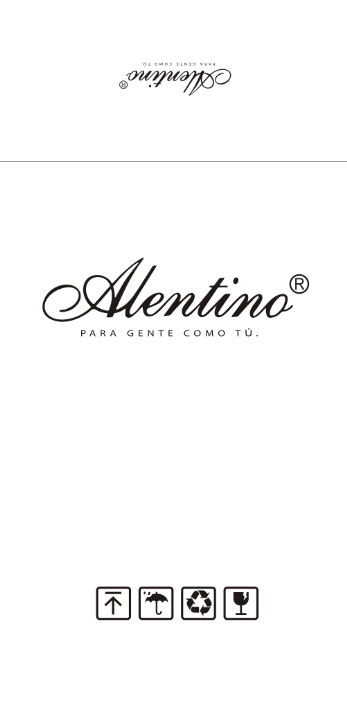 Alentino®
PARA GENTE COMO TÚ
Alentino®
PARA GENTE COMO TÚ.